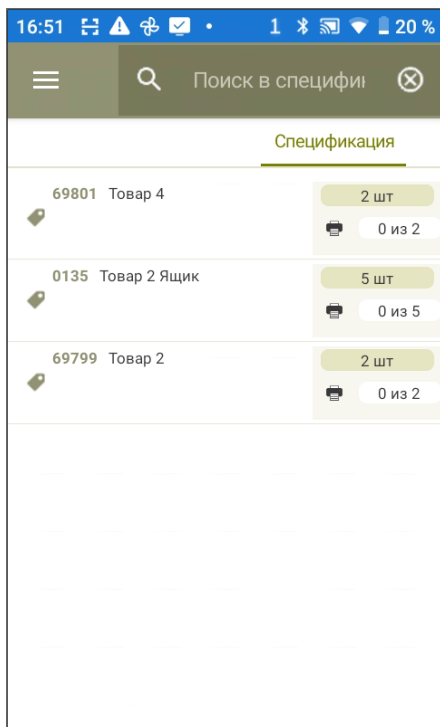 16:51 1 20 %
Поиск в специфи
Спецификация
69801 Товар 4
2 шт
0 из 2
0135 Товар 2 Ящик
5 шт
0 из 5
69799 Товар 2
2 шт
0 из 2